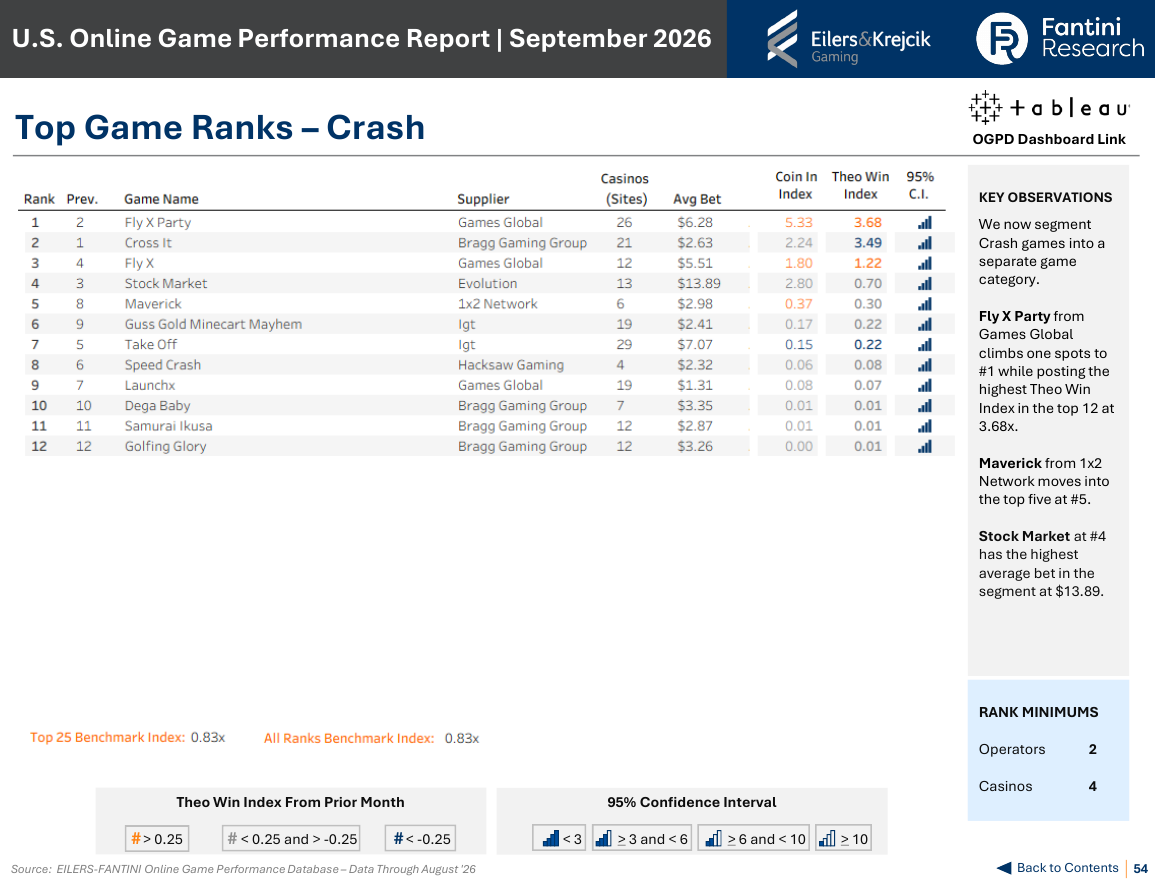 U.S. Online Game Performance Report | September 2026
Eilers&Krejcik
Gaming
Fantini
Research
Top Game Ranks – Crash
+ableau
OGPD Dashboard Link
Rank Prev. Game Name Supplier Casinos (Sites) Avg Bet Coin In Index Theo Win Index 95% C.I.
1 2 Fly X Party Games Global 26 $6.28 5.33 3.68
2 1 Cross It Bragg Gaming Group 21 $2.63 2.24 3.49
3 4 Fly X Games Global 12 $5.51 1.80 1.22
4 3 Stock Market Evolution 13 $13.89 2.80 0.70
5 8 Maverick 1x2 Network 6 $2.98 0.37 0.30
6 9 Guss Gold Minecart Mayhem Igt 19 $2.41 0.17 0.22
7 5 Take Off Igt 29 $7.07 0.15 0.22
8 6 Speed Crash Hacksaw Gaming 4 $2.32 0.06 0.08
9 7 Launchx Games Global 19 $1.31 0.08 0.07
10 10 Dega Baby Bragg Gaming Group 7 $3.35 0.01 0.01
11 11 Samurai Ikusa Bragg Gaming Group 12 $2.87 0.01 0.01
12 12 Golfing Glory Bragg Gaming Group 12 $3.26 0.00 0.01
KEY OBSERVATIONS
We now segment
Crash games into a
separate game
category.
Fly X Party from
Games Global
climbs one spots to
#1 while posting the
highest Theo Win
Index in the top 12 at
3.68x.
Maverick from 1x2
Network moves into
the top five at #5.
Stock Market at #4
has the highest
average bet in the
segment at $13.89.
RANK MINIMUMS
Operators 2
Casinos 4
Top 25 Benchmark Index: 0.83x All Ranks Benchmark Index: 0.83x
Theo Win Index From Prior Month
# > 0.25 # < 0.25 and > -0.25 # < -0.25
95% Confidence Interval
< 3 ≥ 3 and < 6 ≥ 6 and < 10 ≥ 10
Source: EILERS-FANTINI Online Game Performance Database – Data Through August '26
Back to Contents | 54